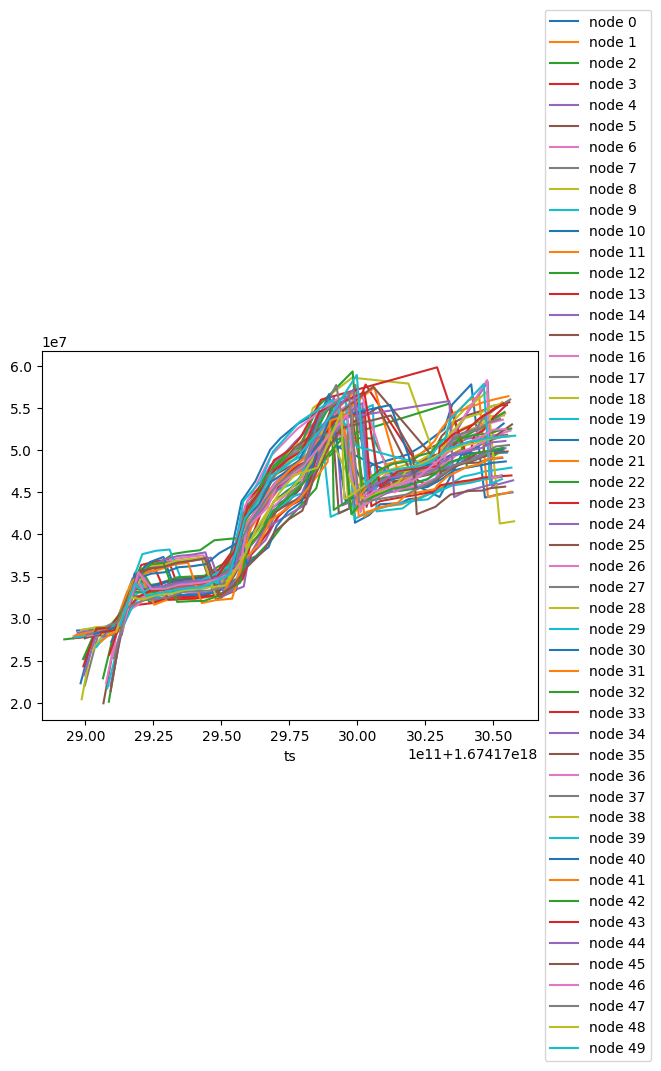 1e7
6.0
5.5
5.0
4.5
4.0
3.5
3.0
2.5
2.0
29.00 29.25 29.50 29.75 30.00 30.25 30.50
ts
1e11+1.67417e18
node 0
node 1
node 2
node 3
node 4
node 5
node 6
node 7
node 8
node 9
node 10
node 11
node 12
node 13
node 14
node 15
node 16
node 17
node 18
node 19
node 20
node 21
node 22
node 23
node 24
node 25
node 26
node 27
node 28
node 29
node 30
node 31
node 32
node 33
node 34
node 35
node 36
node 37
node 38
node 39
node 40
node 41
node 42
node 43
node 44
node 45
node 46
node 47
node 48
node 49